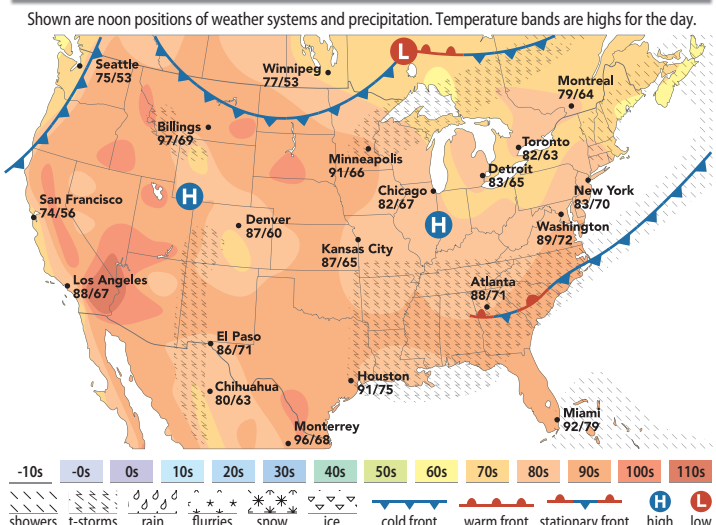 Shown are noon positions of weather systems and precipitation. Temperature bands are highs for the day.
L
Seattle
75/53
Winnipeg
77/53
Montreal
79/64
Billings
97/69
Minneapolis
91/66
Toronto
82/63
Detroit
83/65
H
Chicago
82/67
New York
83/70
San Francisco
74/56
H
Denver
87/60
Washington
89/72
Kansas City
87/65
Los Angeles
88/67
Atlanta
88/71
El Paso
86/71
Chihuahua
80/63
Houston
91/75
Monterrey
96/68
Miami
92/79
-10s -0s 0s 10s 20s 30s 40s 50s 60s 70s 80s 90s 100s 110s
H L
showers t-storms rain flurries snow ice cold front warm front stationary front high low